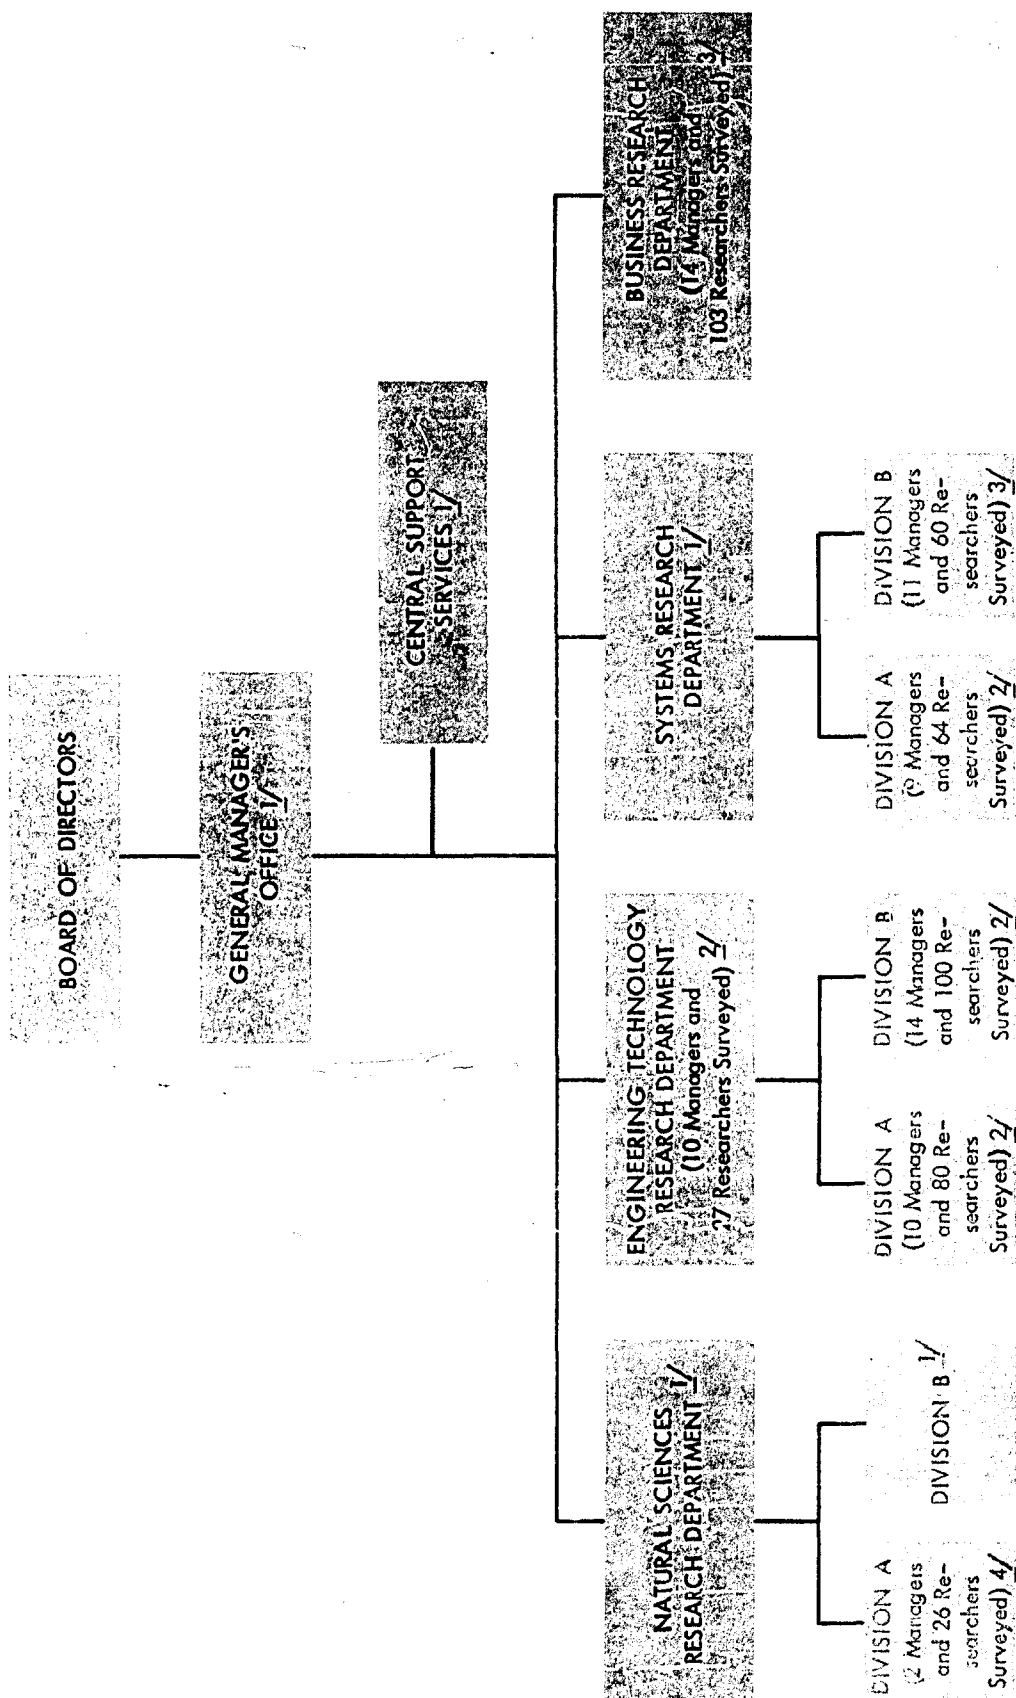 BOARD OF DIRECTORS
GENERAL MANAGER'S
OFFICE 1/
CENTRAL SUPPORT
SERVICES 1/
NATURAL SCIENCES
RESEARCH DEPARTMENT 1/
ENGINEERING TECHNOLOGY
RESEARCH DEPARTMENT
(10 Managers and
Researchers Surveyed) 2/
SYSTEMS RESEARCH
DEPARTMENT 1/
BUSINESS RESEARCH
DEPARTMENT
(14 Managers and
103 Researchers Surveyed) 3/
DIVISION A
(2 Managers
and 26 Re-
searchers
Surveyed) 4/
DIVISION B 1/
DIVISION A
(10 Managers
and 80 Re-
searchers
Surveyed) 2/
DIVISION B
(14 Managers
and 100 Re-
searchers
Surveyed) 2/
DIVISION A
Managers
and 64 Re-
searchers
Surveyed) 2/
DIVISION B
(11 Managers
and 60 Re-
searchers
Surveyed) 3/